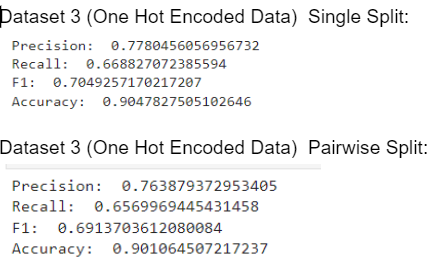 Dataset 3 (One Hot Encoded Data) Single Split:
Precision: 0.7780456056956732
Recall: 0.668827072385594
F1: 0.7049257170217207
Accuracy: 0.9047827505102646
Dataset 3 (One Hot Encoded Data) Pairwise Split:
Precision: 0.763879372953405
Recall: 0.6569969445431458
F1: 0.6913703612080084
Accuracy: 0.901064507217237